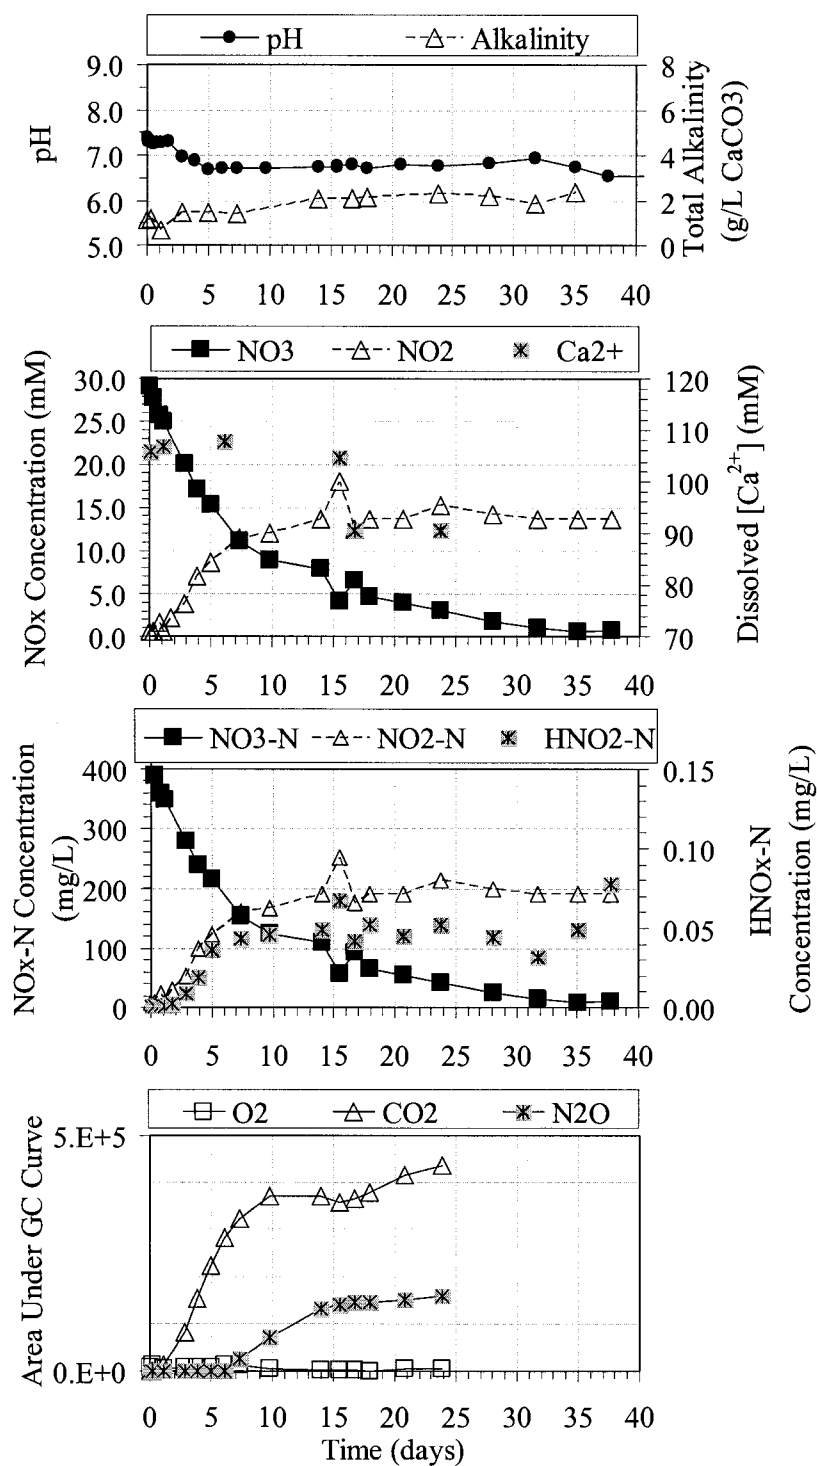 pH Alkalinity
9.0 8
8.0 6
7.0 4
6.0 2
5.0 0
pH
Total Alkalinity
(g/L CaCO3)
0 5 10 15 20 25 30 35 40
NO3 NO2 Ca2+
30.0 120
25.0 110
20.0 100
15.0 90
10.0 80
5.0
0.0 70
NOx Concentration (mM)
Dissolved [Ca²⁺] (mM)
0 5 10 15 20 25 30 35 40
NO3-N NO2-N HNO2-N
400 0.15
300 0.10
200
100 0.05
0 0.00
NOx-N Concentration
(mg/L)
HNOx-N
Concentration (mg/L)
0 5 10 15 20 25 30 35 40
O2 CO2 N2O
5.E+5
0.E+0
Area Under GC Curve
0 5 10 15 20 25 30 35 40
Time (days)